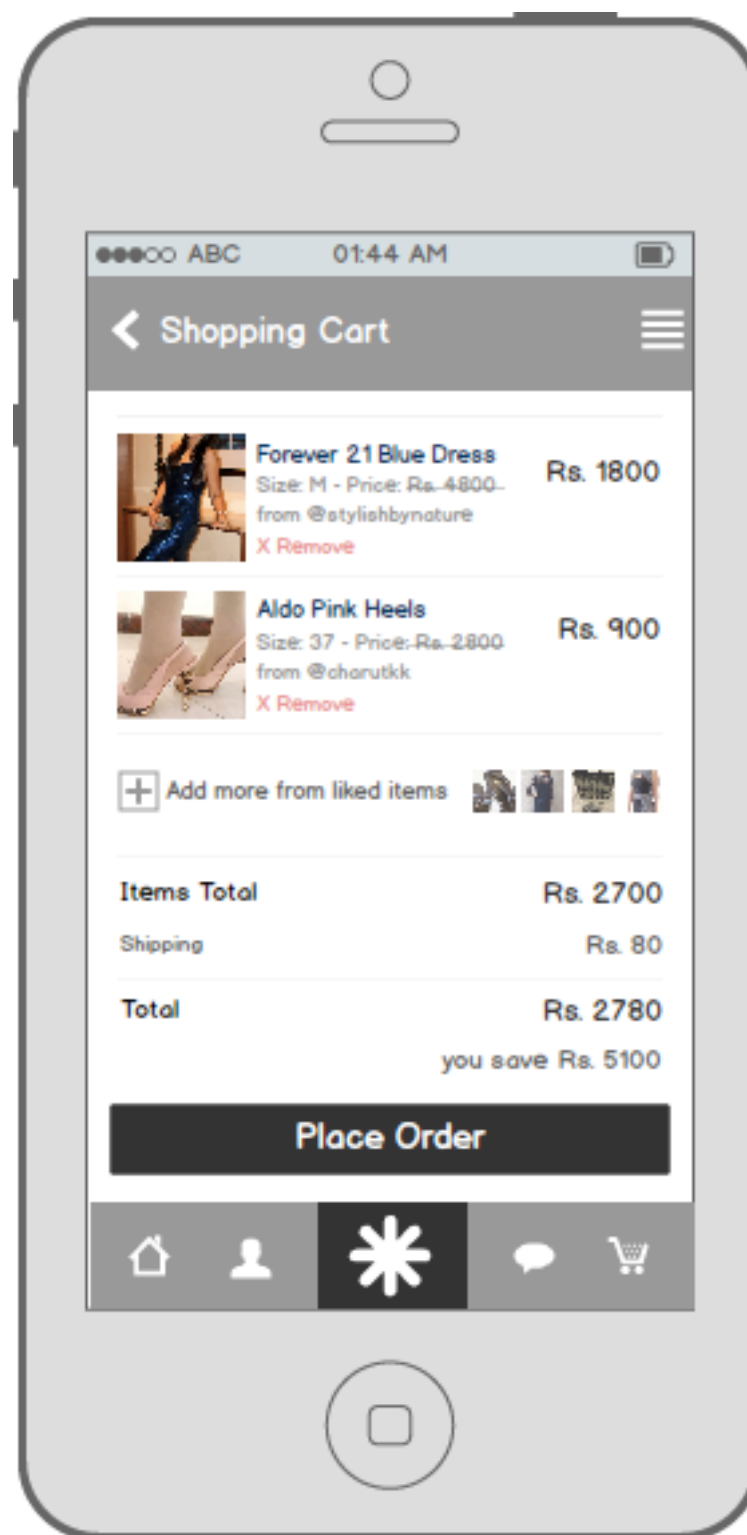 ABC 01:44 AM
Shopping Cart
Forever 21 Blue Dress
Rs. 1800
Size: M - Price: Rs. 4800
from @stylishbynature
X Remove
Aldo Pink Heels
Rs. 900
Size: 37 - Price: Rs. 2800
from @charutkk
X Remove
Add more from liked items
Items Total Rs. 2700
Shipping Rs. 80
Total Rs. 2780
you save Rs. 5100
Place Order